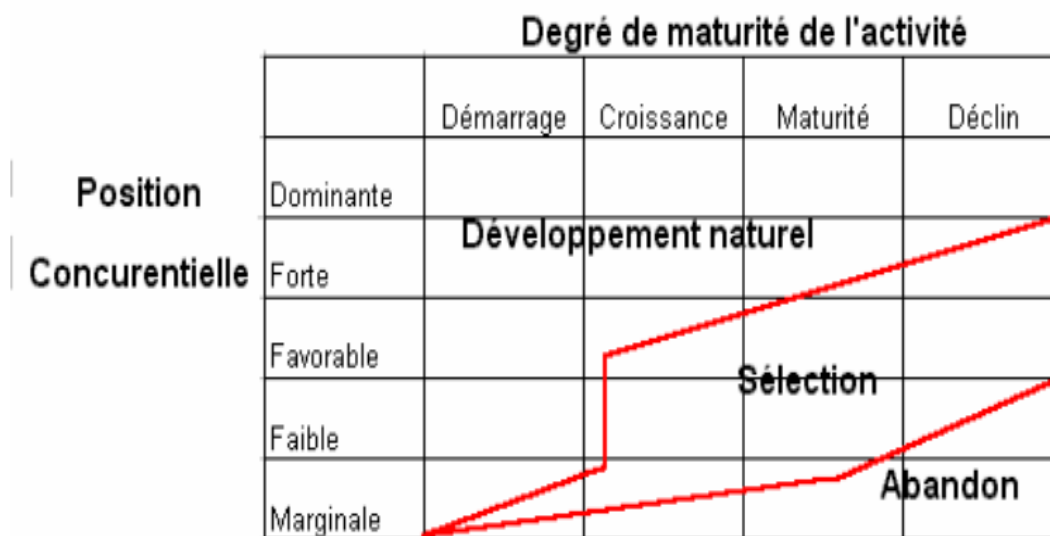 Degré de maturité de l'activité
Démarrage Croissance Maturité Déclin
Position
Dominante
Développement naturel
Concurentielle
Forte
Favorable
Sélection
Faible
Abandon
Marginale